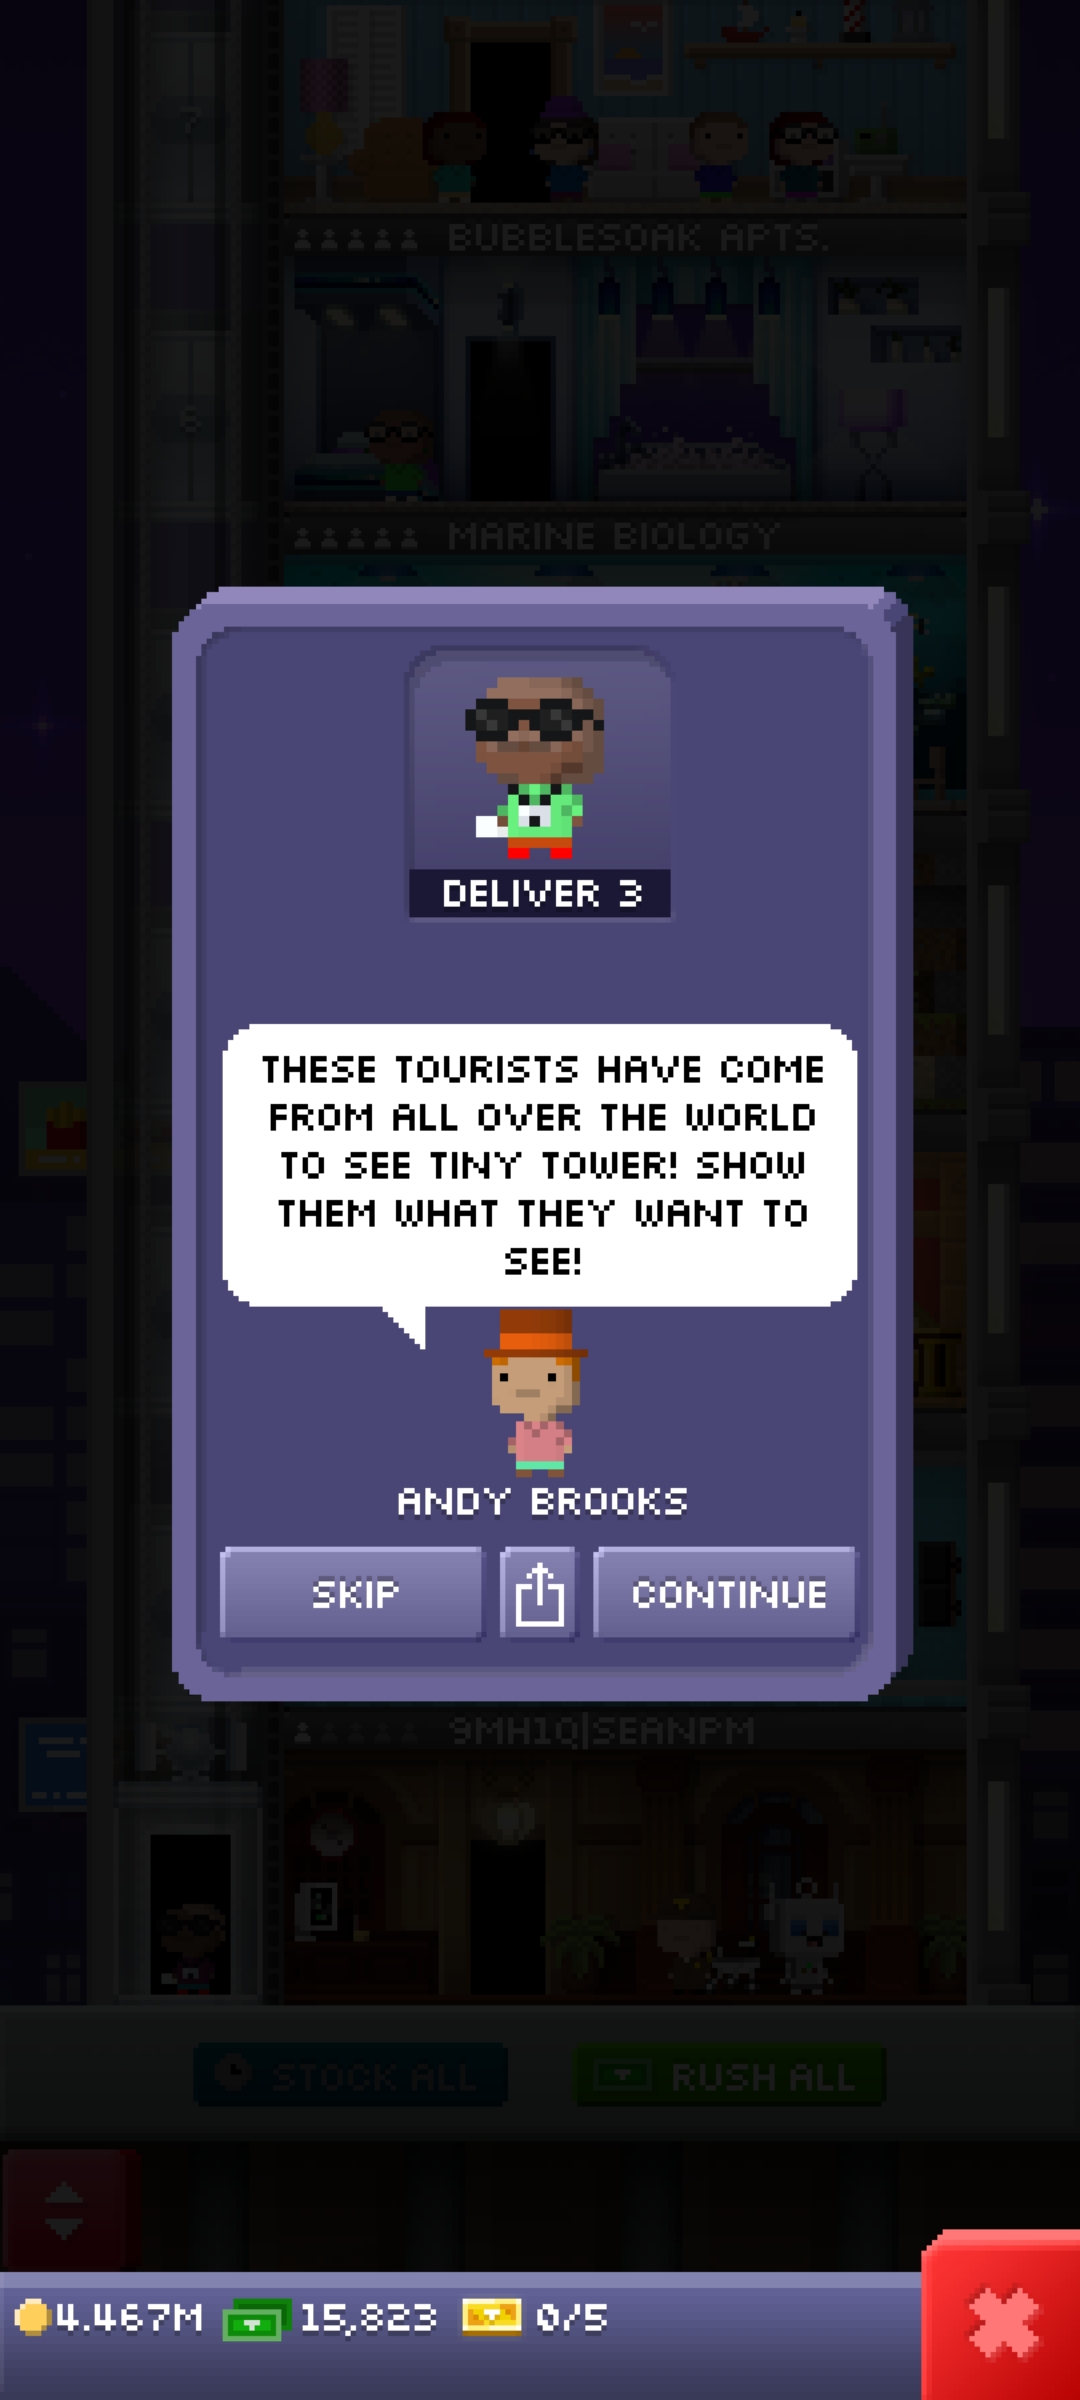 7
BUBBLESOAK APTS.
6
MARINE BIOLOGY
DELIVER 3
THESE TOURISTS HAVE COME
FROM ALL OVER THE WORLD
TO SEE TINY TOWER! SHOW
THEM WHAT THEY WANT TO
SEE!
ANDY BROOKS
SKIP
CONTINUE
9MH1Q|SEANPM
STOCK ALL
RUSH ALL
4.467M
15,823
0/5